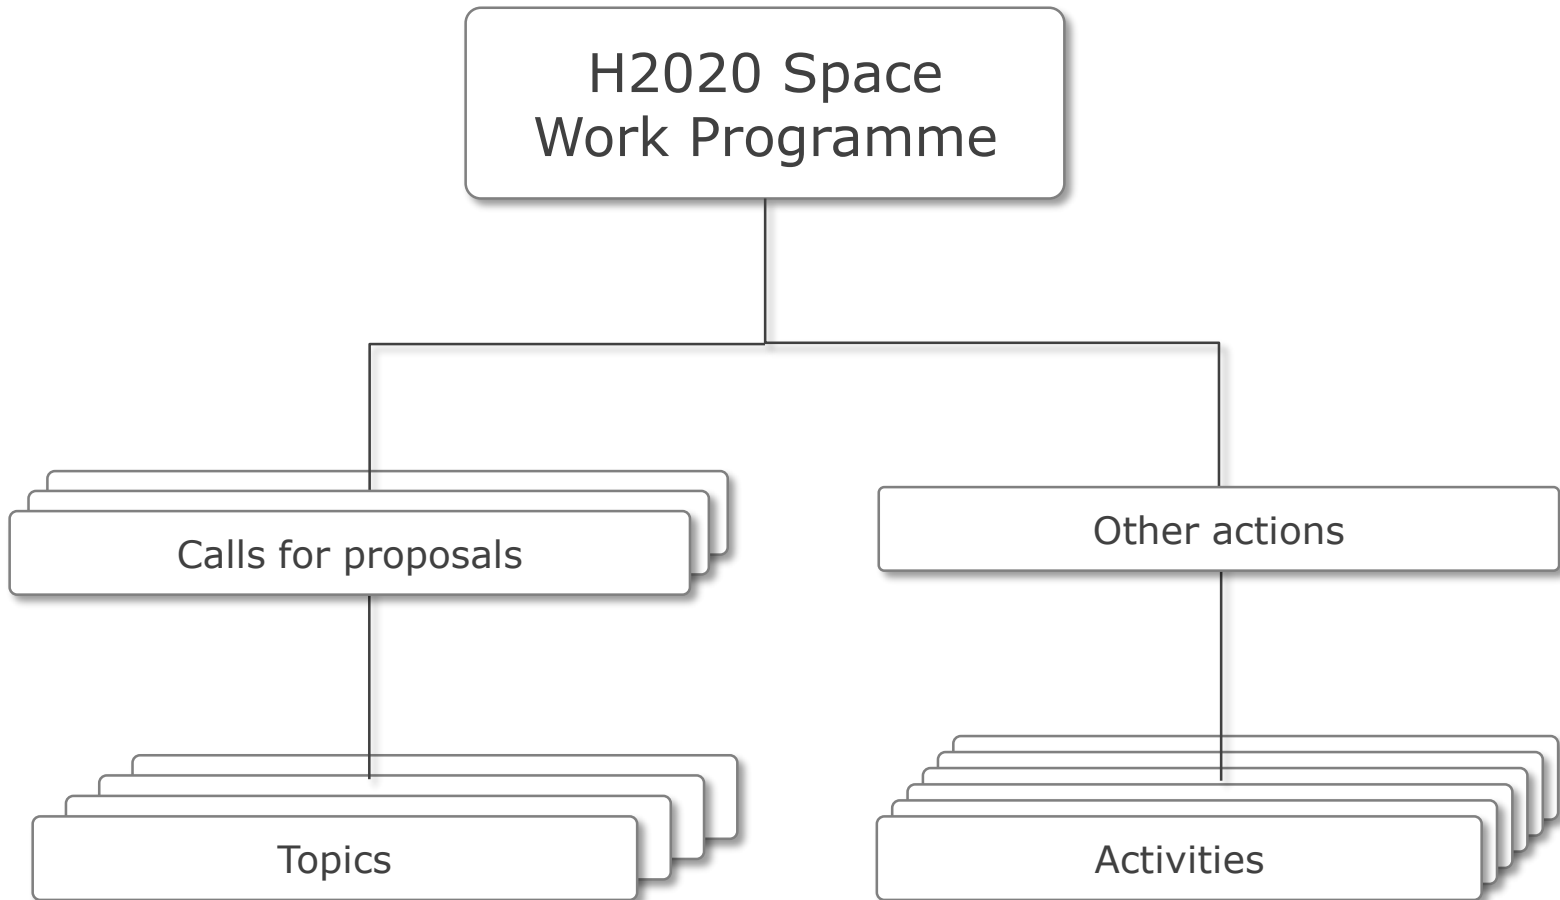 H2020 Space
Work Programme
Calls for proposals
Other actions
Topics
Activities